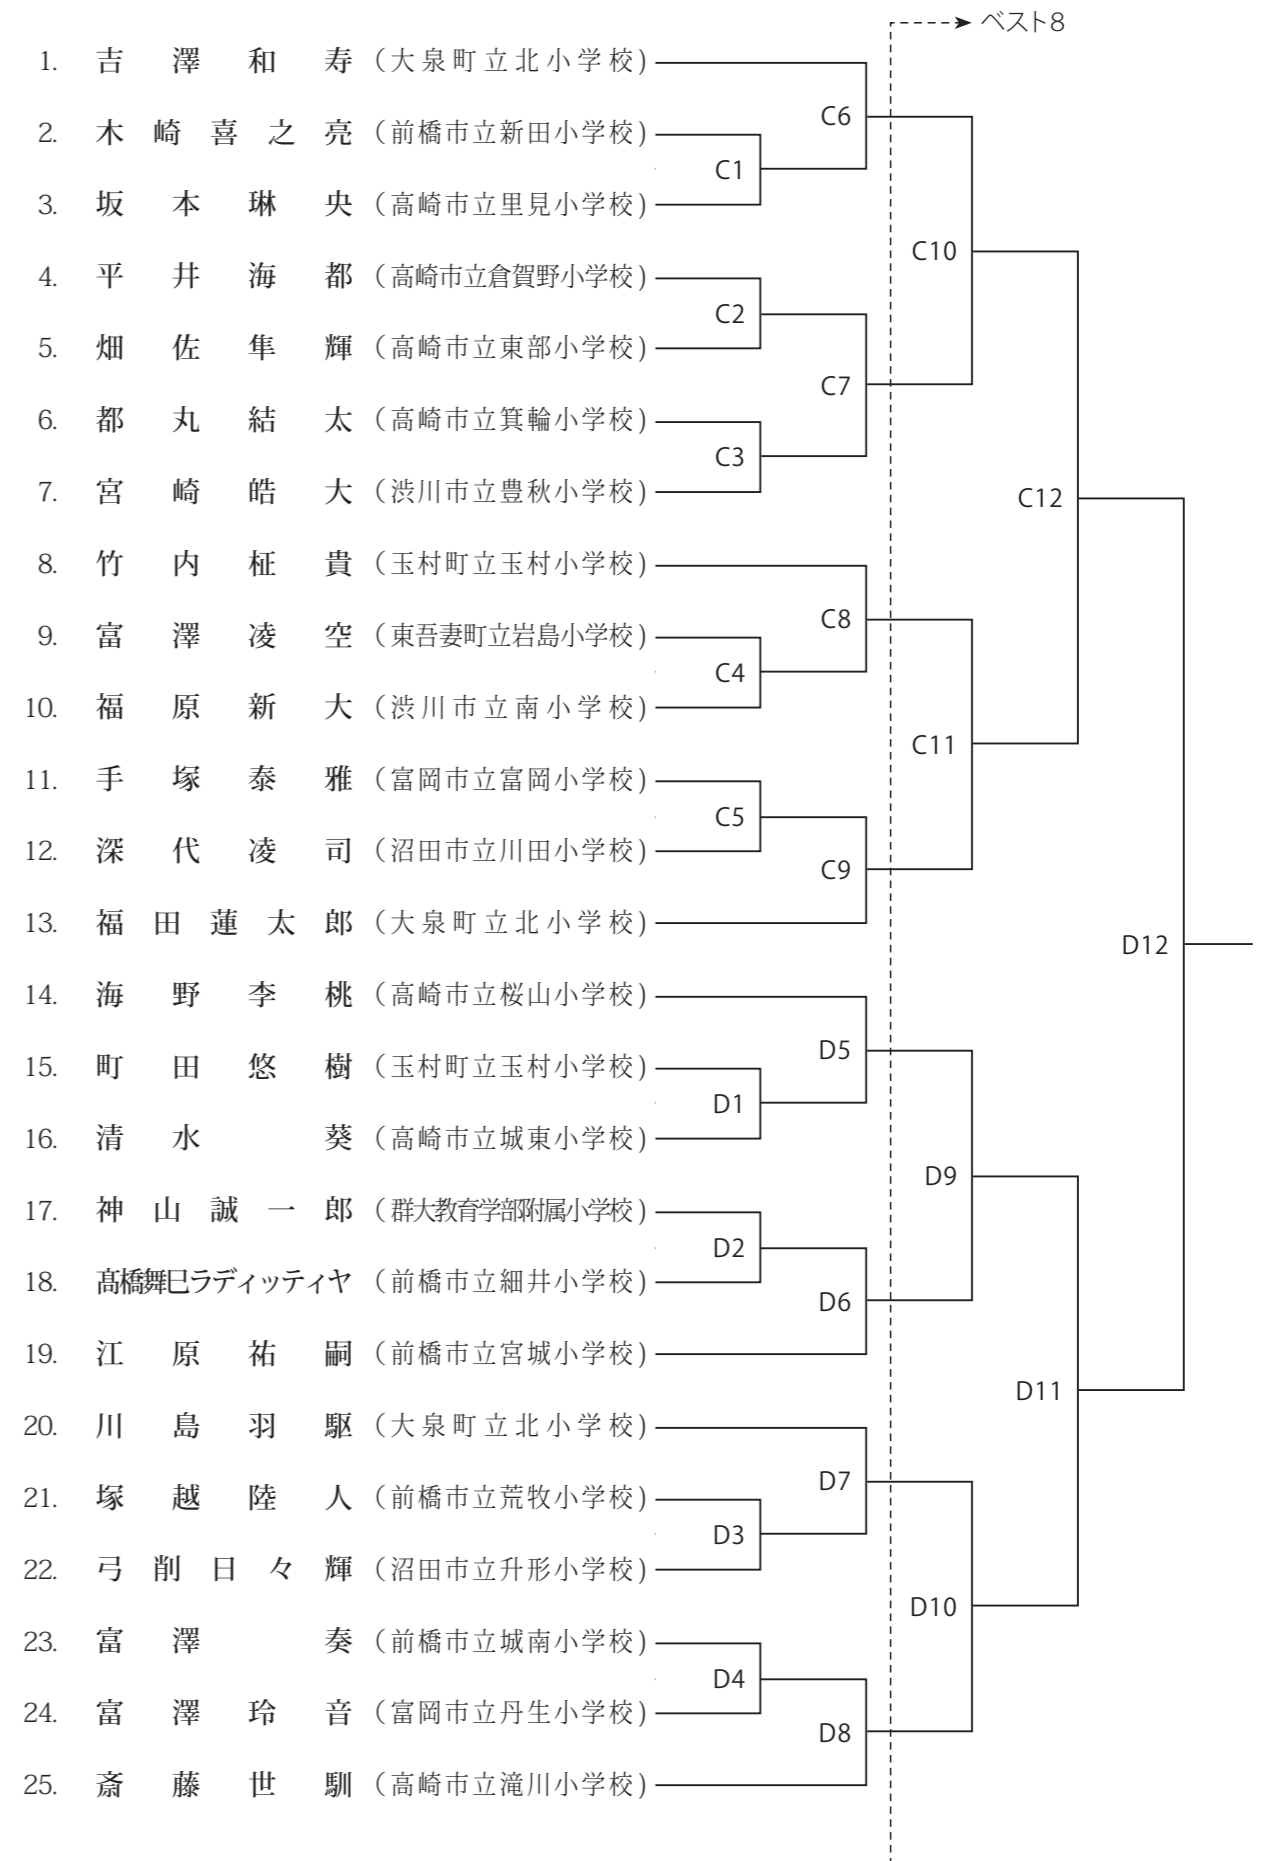 ベスト8
1. 吉澤和寿(大泉町立北小学校)
C6
2. 木崎喜之亮(前橋市立新田小学校)
C1
3. 坂本琳央(高崎市立里見小学校)
C10
4. 平井海都(高崎市立倉賀野小学校)
C2
5. 畑佐隼輝(高崎市立東部小学校)
C7
6. 都丸結太(高崎市立箕輪小学校)
C3
7. 宮崎皓大(渋川市立豊秋小学校)
C12
8. 竹内柾貴(玉村町立玉村小学校)
C8
9. 富澤凌空(東吾妻町立岩島小学校)
C4
10. 福原新大(渋川市立南小学校)
C11
11. 手塚泰雅(富岡市立富岡小学校)
C5
12. 深代凌司(沼田市立川田小学校)
C9
13. 福田蓮太郎(大泉町立北小学校)
D12
14. 海野李桃(高崎市立桜山小学校)
D5
15. 町田悠樹(玉村町立玉村小学校)
D1
16. 清水葵(高崎市立城東小学校)
D9
17. 神山誠一郎(群大教育学部附属小学校)
D2
18. 髙橋舞巳ラディッティヤ(前橋市立細井小学校)
D6
19. 江原祐嗣(前橋市立宮城小学校)
D11
20. 川島羽駆(大泉町立北小学校)
D7
21. 塚越陸人(前橋市立荒牧小学校)
D3
22. 弓削日々輝(沼田市立升形小学校)
D10
23. 富澤奏(前橋市立城南小学校)
D4
24. 富澤玲音(富岡市立丹生小学校)
D8
25. 斎藤世馴(高崎市立滝川小学校)